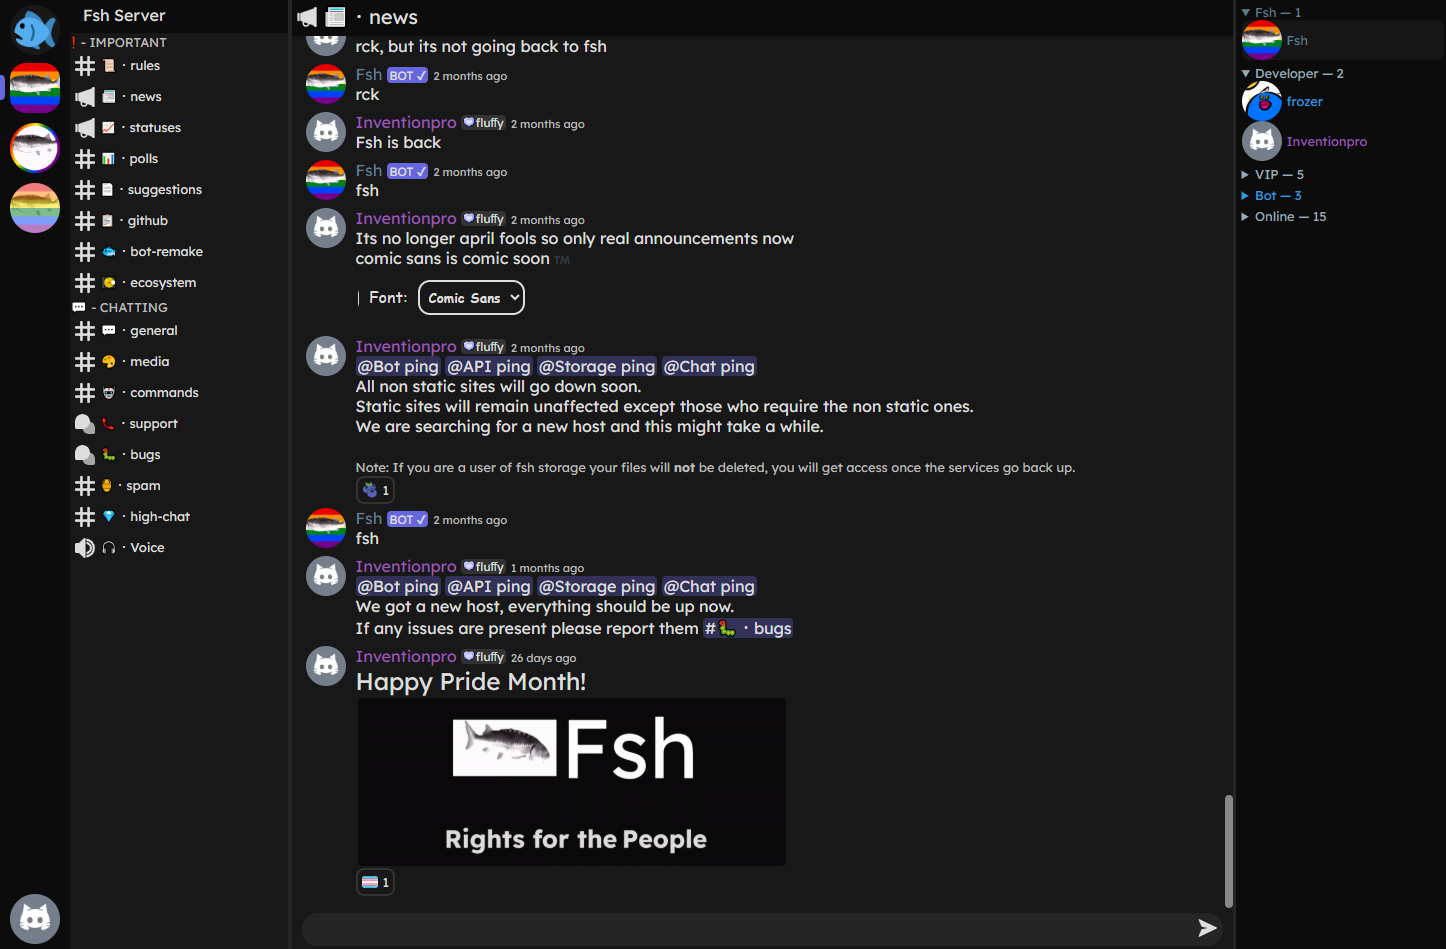 Fsh Server
- IMPORTANT
· rules
· news
· statuses
· polls
· suggestions
· github
· bot-remake
· ecosystem
- CHATTING
· general
· media
· commands
· support
· bugs
· spam
· high-chat
· Voice
· news
rck, but its not going back to fsh
Fsh BOT ✓ 2 months ago
rck
Inventionpro fluffy 2 months ago
Fsh is back
Fsh BOT ✓ 2 months ago
fsh
Inventionpro fluffy 2 months ago
Its no longer april fools so only real announcements now
comic sans is comic soon TM
Font: Comic Sans
Inventionpro fluffy 2 months ago
@Bot ping @API ping @Storage ping @Chat ping
All non static sites will go down soon.
Static sites will remain unaffected except those who require the non static ones.
We are searching for a new host and this might take a while.
Note: If you are a user of fsh storage your files will not be deleted, you will get access once the services go back up.
1
Fsh BOT ✓ 2 months ago
fsh
Inventionpro fluffy 1 months ago
@Bot ping @API ping @Storage ping @Chat ping
We got a new host, everything should be up now.
If any issues are present please report them # · bugs
Inventionpro fluffy 26 days ago
Happy Pride Month!
Fsh
Rights for the People
1
Fsh — 1
Fsh
Developer — 2
frozer
Inventionpro
VIP — 5
Bot — 3
Online — 15